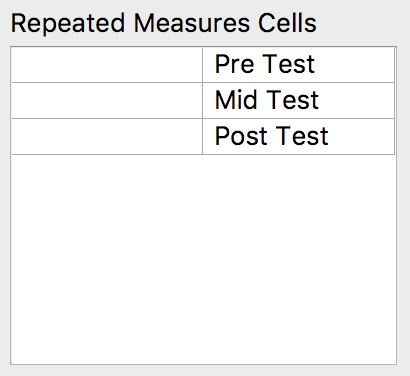 Repeated Measures Cells
Pre Test
Mid Test
Post Test